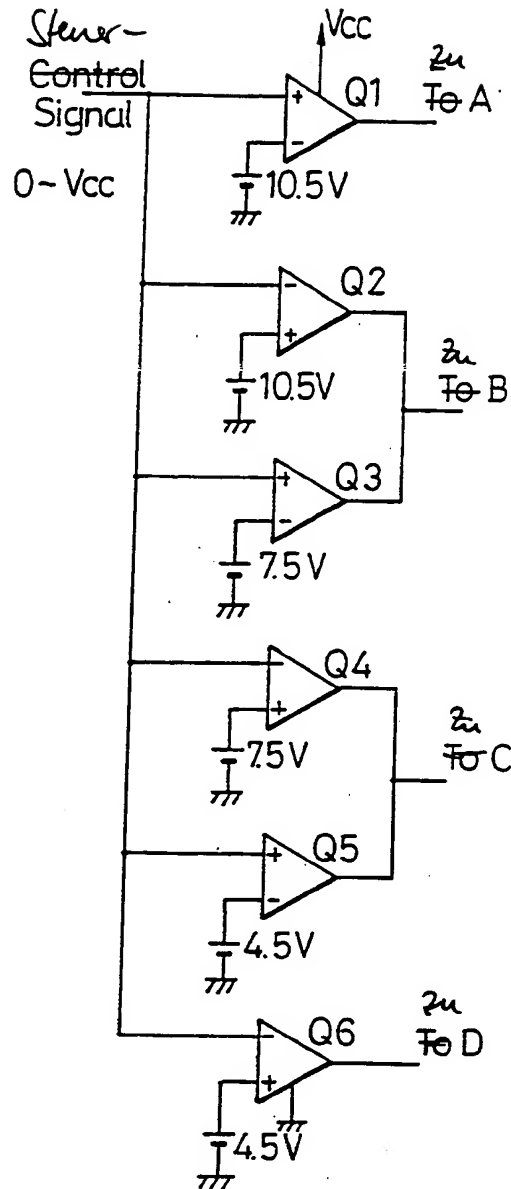 Steuer-
Control
Signal
0~Vcc
Vcc
Q1
+
-
10.5V
zu
To A
Q2
-
+
10.5V
zu
To B
Q3
+
-
7.5V
Q4
-
+
7.5V
zu
To C
Q5
+
-
4.5V
Q6
-
+
4.5V
zu
To D